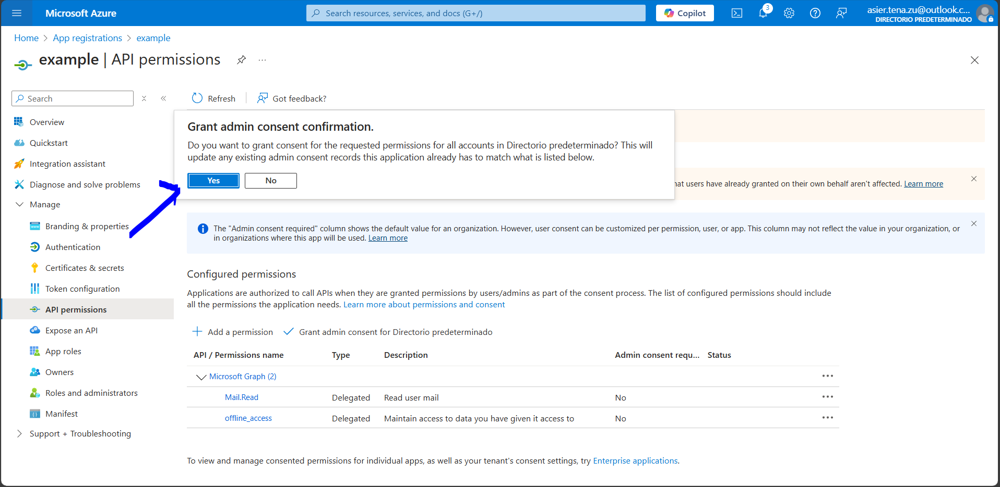 Microsoft Azure
Search resources, services, and docs (G+/)
Copilot
3
asier.tena.zu@outlook.c...
DIRECTORIO PREDETERMINADO
Home > App registrations > example
example | API permissions
...
Search
Refresh
Got feedback?
Overview
Quickstart
Integration assistant
Diagnose and solve problems
Manage
Branding & properties
Authentication
Certificates & secrets
Token configuration
API permissions
Expose an API
App roles
Owners
Roles and administrators
Manifest
Support + Troubleshooting
Grant admin consent confirmation.
Do you want to grant consent for the requested permissions for all accounts in Directorio predeterminado? This will
update any existing admin consent records this application already has to match what is listed below.
Yes
No
hat users have already granted on their own behalf aren't affected. Learn more
The "Admin consent required" column shows the default value for an organization. However, user consent can be customized per permission, user, or app. This column may not reflect the value in your organization, or
in organizations where this app will be used. Learn more
Configured permissions
Applications are authorized to call APIs when they are granted permissions by users/admins as part of the consent process. The list of configured permissions should include
all the permissions the application needs. Learn more about permissions and consent
Add a permission
Grant admin consent for Directorio predeterminado
API / Permissions name Type Description Admin consent requ... Status
Microsoft Graph (2)
Mail.Read Delegated Read user mail No
offline_access Delegated Maintain access to data you have given it access to No
To view and manage consented permissions for individual apps, as well as your tenant's consent settings, try Enterprise applications.